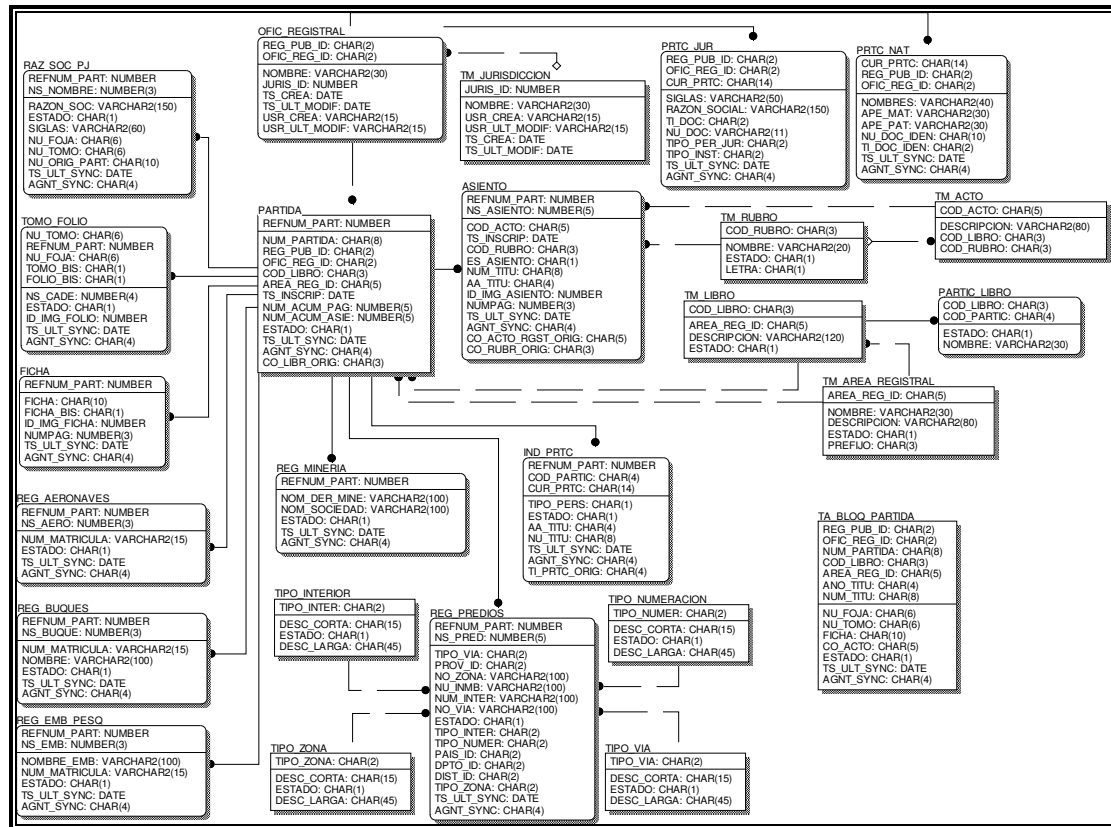 OFIC_REGISTRAL
REG_PUB_ID: CHAR(2)
OFIC_REG_ID: CHAR(2)
NOMBRE: VARCHAR2(30)
JURIS_ID: NUMBER
TS_CREA: DATE
TS_ULT_MODIF: DATE
USR_CREA: VARCHAR2(15)
USR_ULT_MODIF: VARCHAR2(15)
PRTC_JUR
REG_PUB_ID: CHAR(2)
OFIC_REG_ID: CHAR(2)
CUR_PRTC: CHAR(14)
SIGLAS: VARCHAR2(50)
RAZON_SOCIAL: VARCHAR2(150)
TI_DOC: CHAR(2)
NU_DOC: VARCHAR2(11)
TIPO_PER_JUR: CHAR(2)
TIPO_INST: CHAR(2)
TS_ULT_SYNC: DATE
AGNT_SYNC: CHAR(4)
PRTC_NAT
CUR_PRTC: CHAR(14)
REG_PUB_ID: CHAR(2)
OFIC_REG_ID: CHAR(2)
NOMBRES: VARCHAR2(40)
APE_MAT: VARCHAR2(30)
APE_PAT: VARCHAR2(30)
NU_DOC_IDEN: CHAR(10)
TI_DOC_IDEN: CHAR(2)
TS_ULT_SYNC: DATE
AGNT_SYNC: CHAR(4)
RAZ_SOC_PJ
REFNUM_PART: NUMBER
NS_NOMBRE: NUMBER(3)
RAZON_SOC: VARCHAR2(150)
ESTADO: CHAR(1)
SIGLAS: VARCHAR2(60)
NU_FOJA: CHAR(6)
NU_TOMO: CHAR(6)
NU_ORIG_PART: CHAR(10)
TS_ULT_SYNC: DATE
AGNT_SYNC: CHAR(4)
TM_JURISDICCION
JURIS_ID: NUMBER
NOMBRE: VARCHAR2(30)
USR_CREA: VARCHAR2(15)
USR_ULT_MODIF: VARCHAR2(15)
TS_CREA: DATE
TS_ULT_MODIF: DATE
TOMO_FOLIO
NU_TOMO: CHAR(6)
REFNUM_PART: NUMBER
NU_FOJA: CHAR(6)
TOMO_BIS: CHAR(1)
FOLIO_BIS: CHAR(1)
NS_CADE: NUMBER(4)
ESTADO: CHAR(1)
ID_IMG_FOLIO: NUMBER
TS_ULT_SYNC: DATE
AGNT_SYNC: CHAR(4)
PARTIDA
REFNUM_PART: NUMBER
NUM_PARTIDA: CHAR(8)
REG_PUB_ID: CHAR(2)
OFIC_REG_ID: CHAR(2)
COD_LIBRO: CHAR(3)
AREA_REG_ID: CHAR(5)
TS_INSCRIP: DATE
NUM_ACUM_PAG: NUMBER(5)
NUM_ACUM_ASIE: NUMBER(5)
ESTADO: CHAR(1)
TS_ULT_SYNC: DATE
AGNT_SYNC: CHAR(4)
CO_LIBR_ORIG: CHAR(3)
ASIENTO
REFNUM_PART: NUMBER
NS_ASIENTO: NUMBER(5)
COD_ACTO: CHAR(5)
TS_INSCRIP: DATE
COD_RUBRO: CHAR(3)
ES_ASIENTO: CHAR(1)
NUM_TITU: CHAR(8)
AA_TITU: CHAR(4)
ID_IMG_ASIENTO: NUMBER
NUMPAG: NUMBER(3)
TS_ULT_SYNC: DATE
AGNT_SYNC: CHAR(4)
CO_ACTO_RGST_ORIG: CHAR(5)
CO_RUBR_ORIG: CHAR(3)
TM_RUBRO
COD_RUBRO: CHAR(3)
NOMBRE: VARCHAR2(20)
ESTADO: CHAR(1)
LETRA: CHAR(1)
TM_ACTO
COD_ACTO: CHAR(5)
DESCRIPCION: VARCHAR2(80)
COD_LIBRO: CHAR(3)
COD_RUBRO: CHAR(3)
TM_LIBRO
COD_LIBRO: CHAR(3)
AREA_REG_ID: CHAR(5)
DESCRIPCION: VARCHAR2(120)
ESTADO: CHAR(1)
PARTIC_LIBRO
COD_LIBRO: CHAR(3)
COD_PARTIC: CHAR(4)
ESTADO: CHAR(1)
NOMBRE: VARCHAR2(30)
FICHA
REFNUM_PART: NUMBER
FICHA: CHAR(10)
FICHA_BIS: CHAR(1)
ID_IMG_FICHA: NUMBER
NUMPAG: NUMBER(3)
TS_ULT_SYNC: DATE
AGNT_SYNC: CHAR(4)
TM_AREA_REGISTRAL
AREA_REG_ID: CHAR(5)
NOMBRE: VARCHAR2(30)
DESCRIPCION: VARCHAR2(80)
ESTADO: CHAR(1)
PREFIJO: CHAR(3)
REG_MINERIA
REFNUM_PART: NUMBER
NOM_DER_MINE: VARCHAR2(100)
NOM_SOCIEDAD: VARCHAR2(100)
ESTADO: CHAR(1)
TS_ULT_SYNC: DATE
AGNT_SYNC: CHAR(4)
IND_PRTC
REFNUM_PART: NUMBER
COD_PARTIC: CHAR(4)
CUR_PRTC: CHAR(14)
TIPO_PERS: CHAR(1)
ESTADO: CHAR(1)
AA_TITU: CHAR(4)
NU_TITU: CHAR(8)
TS_ULT_SYNC: DATE
AGNT_SYNC: CHAR(4)
TI_PRTC_ORIG: CHAR(4)
REG_AERONAVES
REFNUM_PART: NUMBER
NS_AERO: NUMBER(3)
NUM_MATRICULA: VARCHAR2(15)
ESTADO: CHAR(1)
TS_ULT_SYNC: DATE
AGNT_SYNC: CHAR(4)
TA_BLOQ_PARTIDA
REG_PUB_ID: CHAR(2)
OFIC_REG_ID: CHAR(2)
NUM_PARTIDA: CHAR(8)
COD_LIBRO: CHAR(3)
AREA_REG_ID: CHAR(5)
ANO_TITU: CHAR(4)
NUM_TITU: CHAR(8)
NU_FOJA: CHAR(6)
NU_TOMO: CHAR(6)
FICHA: CHAR(10)
CO_ACTO: CHAR(5)
ESTADO: CHAR(1)
TS_ULT_SYNC: DATE
AGNT_SYNC: CHAR(4)
REG_BUQUES
REFNUM_PART: NUMBER
NS_BUQUE: NUMBER(3)
NUM_MATRICULA: VARCHAR2(15)
NOMBRE: VARCHAR2(100)
ESTADO: CHAR(1)
TS_ULT_SYNC: DATE
AGNT_SYNC: CHAR(4)
TIPO_INTERIOR
TIPO_INTER: CHAR(2)
DESC_CORTA: CHAR(15)
ESTADO: CHAR(1)
DESC_LARGA: CHAR(45)
REG_PREDIOS
REFNUM_PART: NUMBER
NS_PRED: NUMBER(5)
TIPO_VIA: CHAR(2)
PROV_ID: CHAR(2)
NO_ZONA: VARCHAR2(100)
NU_INMB: VARCHAR2(100)
NUM_INTER: VARCHAR2(100)
NO_VIA: VARCHAR2(100)
ESTADO: CHAR(1)
TIPO_INTER: CHAR(2)
TIPO_NUMER: CHAR(2)
PAIS_ID: CHAR(2)
DPTO_ID: CHAR(2)
DIST_ID: CHAR(2)
TIPO_ZONA: CHAR(2)
TS_ULT_SYNC: DATE
AGNT_SYNC: CHAR(4)
TIPO_NUMERACION
TIPO_NUMER: CHAR(2)
DESC_CORTA: CHAR(15)
ESTADO: CHAR(1)
DESC_LARGA: CHAR(45)
REG_EMB_PESQ
REFNUM_PART: NUMBER
NS_EMB: NUMBER(3)
NOMBRE_EMB: VARCHAR2(100)
NUM_MATRICULA: VARCHAR2(15)
ESTADO: CHAR(1)
TS_ULT_SYNC: DATE
AGNT_SYNC: CHAR(4)
TIPO_ZONA
TIPO_ZONA: CHAR(2)
DESC_CORTA: CHAR(15)
ESTADO: CHAR(1)
DESC_LARGA: CHAR(45)
TIPO_VIA
TIPO_VIA: CHAR(2)
DESC_CORTA: CHAR(15)
ESTADO: CHAR(1)
DESC_LARGA: CHAR(45)